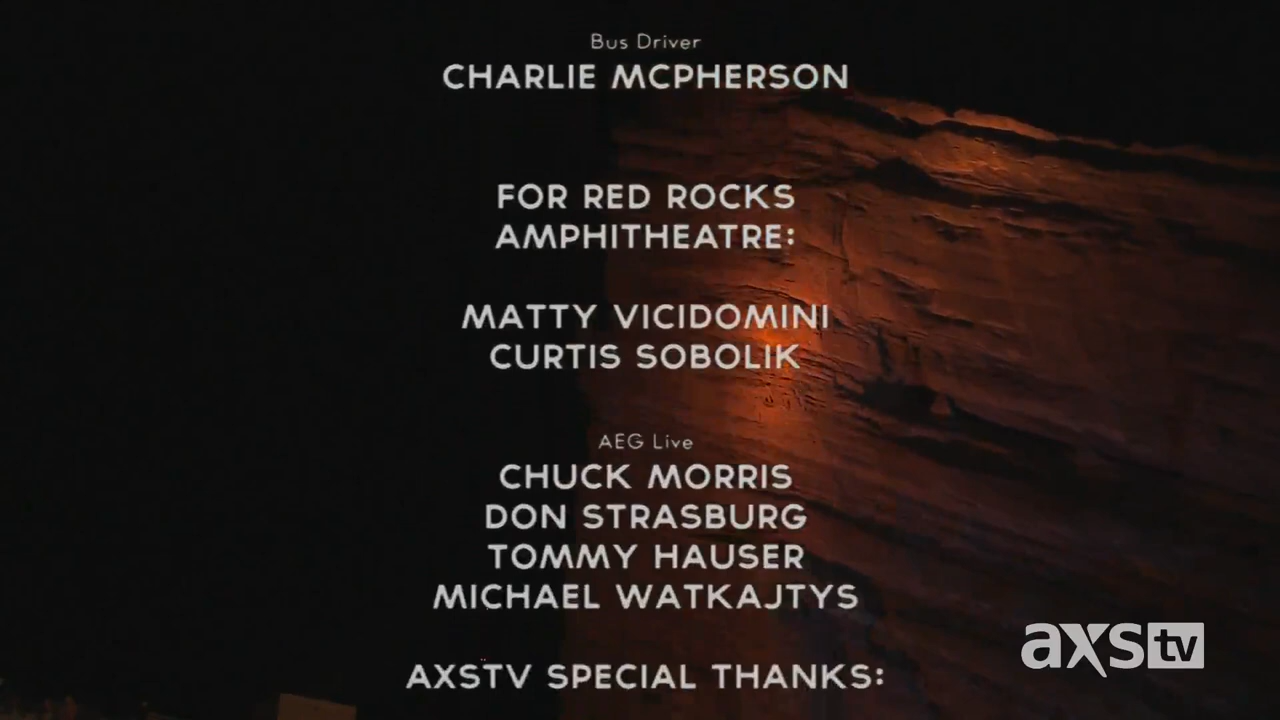 Bus Driver
CHARLIE MCPHERSON
FOR RED ROCKS
AMPHITHEATRE:
MATTY VICIDOMINI
CURTIS SOBOLIK
AEG Live
CHUCK MORRIS
DON STRASBURG
TOMMY HAUSER
MICHAEL WATKAJTYS
AXSTV SPECIAL THANKS:
axs tv